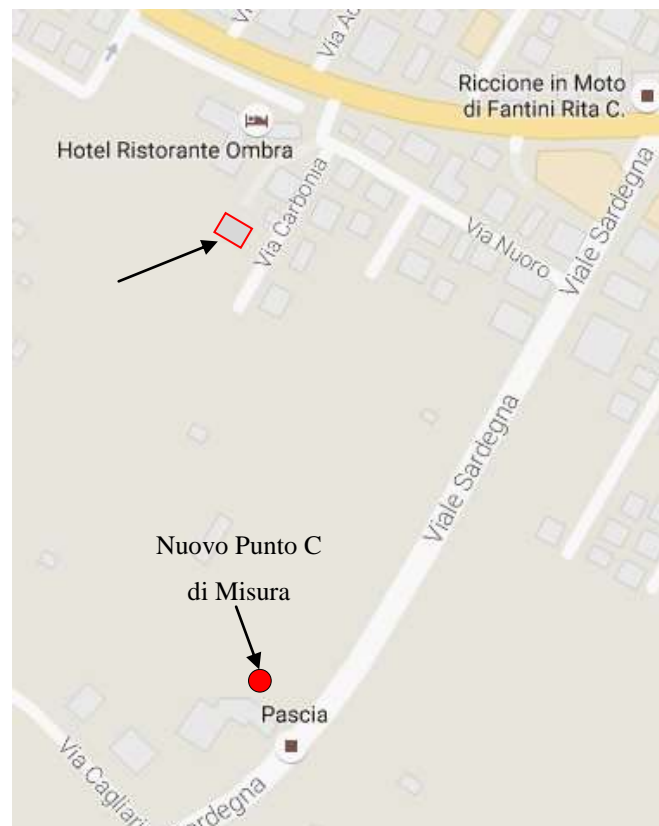 Via Ad
Riccione in Moto
di Fantini Rita C.
Hotel Ristorante Ombra
Via Carbonia
Via Nuoro
Viale Sardegna
Viale Sardegna
Nuovo Punto C
di Misura
Pascia
Via Cagliari
rdegna